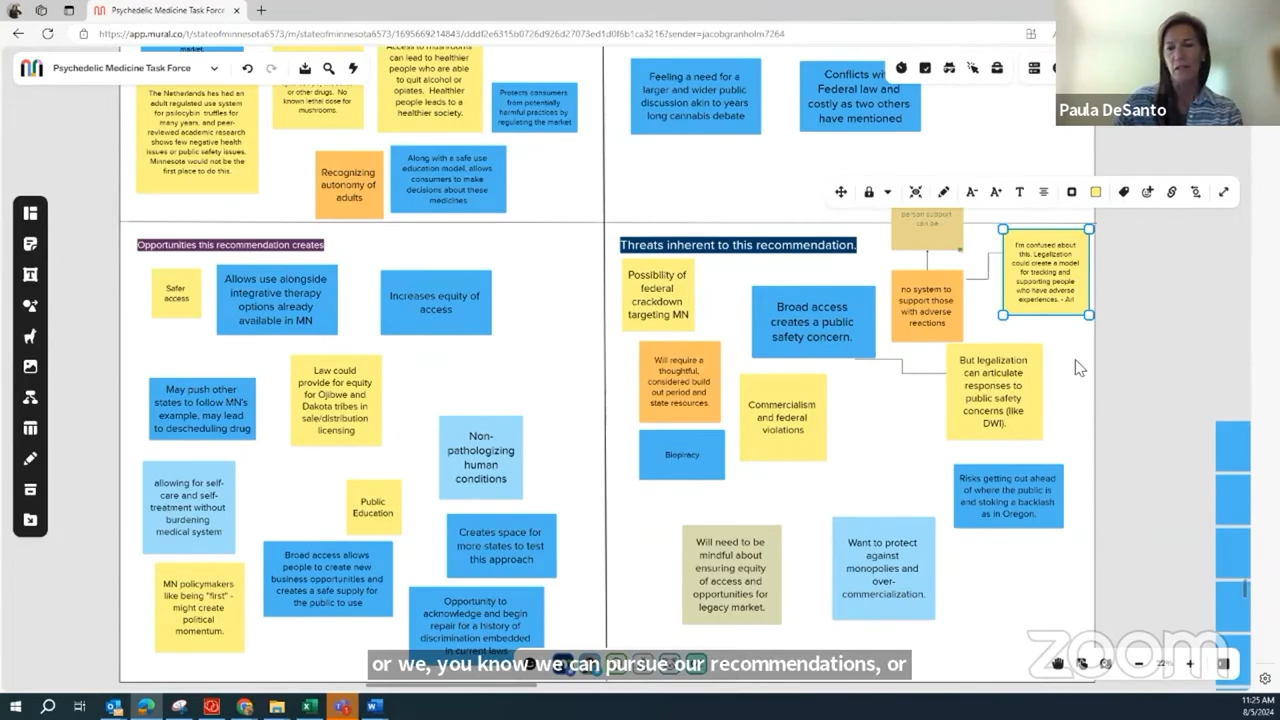 Psychedelic Medicine Task Force
https://app.mural.co/t/stateofminnesota6573/m/stateofminnesota6573/1695669214843/dddf2e6315b0726d926d27073ed1d0f6b1ca3216?sender=jacobgranholm7264
Psychedelic Medicine Task Force
Paula DeSanto
market.
The Netherlands has had an
adult regulated use system
for psilocybin truffles for
many years, and peer-
reviewed academic research
shows few negative health
issues or public safety issues.
Minnesota would not be the
first place to do this.
or other drugs. No
known lethal dose for
mushrooms.
Access to mushrooms
can lead to healthier
people who are able
to quit alcohol or
opiates. Healthier
people leads to a
healthier society.
Protects consumers
from potentially
harmful practices by
regulating the market
Recognizing
autonomy of
adults
Along with a safe use
education model, allows
consumers to make
decisions about these
medicines
Feeling a need for a
larger and wider public
discussion akin to years
long cannabis debate
Conflicts
Federal law and
costly as two others
have mentioned
Opportunities this recommendation creates
Safer
access
Allows use alongside
integrative therapy
options already
available in MN
Increases equity of
access
May push other
states to follow MN's
example, may lead
to descheduling drug
Law could
provide for equity
for Ojibwe and
Dakota tribes in
sale/distribution
licensing
Non-
pathologizing
human
conditions
allowing for self-
care and self-
treatment without
burdening
medical system
Public
Education
Creates space for
more states to test
this approach
Broad access allows
people to create new
business opportunities and
creates a safe supply for
the public to use
MN policymakers
like being "first" -
might create
political
momentum.
Opportunity to
acknowledge and begin
repair for a history of
discrimination embedded
in current laws
Threats inherent to this recommendation.
Possibility of
federal
crackdown
targeting MN
Broad access
creates a public
safety concern.
person support
can be
no system to
support those
with adverse
reactions
I'm confused about
this. Legalization
could create a model
for tracking and
supporting people
who have adverse
experiences. - Ari
Will require a
thoughtful,
considered build
out period and
state resources.
Commercialism
and federal
violations
But legalization
can articulate
responses to
public safety
concerns (like
DWI).
Biopiracy
Risks getting out ahead
of where the public is
and stoking a backlash
as in Oregon.
Will need to be
mindful about
ensuring equity
of access and
opportunities for
legacy market.
Want to protect
against
monopolies and
over-
commercialization.
or we, you know we can pursue our recommendations, or
zoom
22%
11:25 AM
8/5/2024